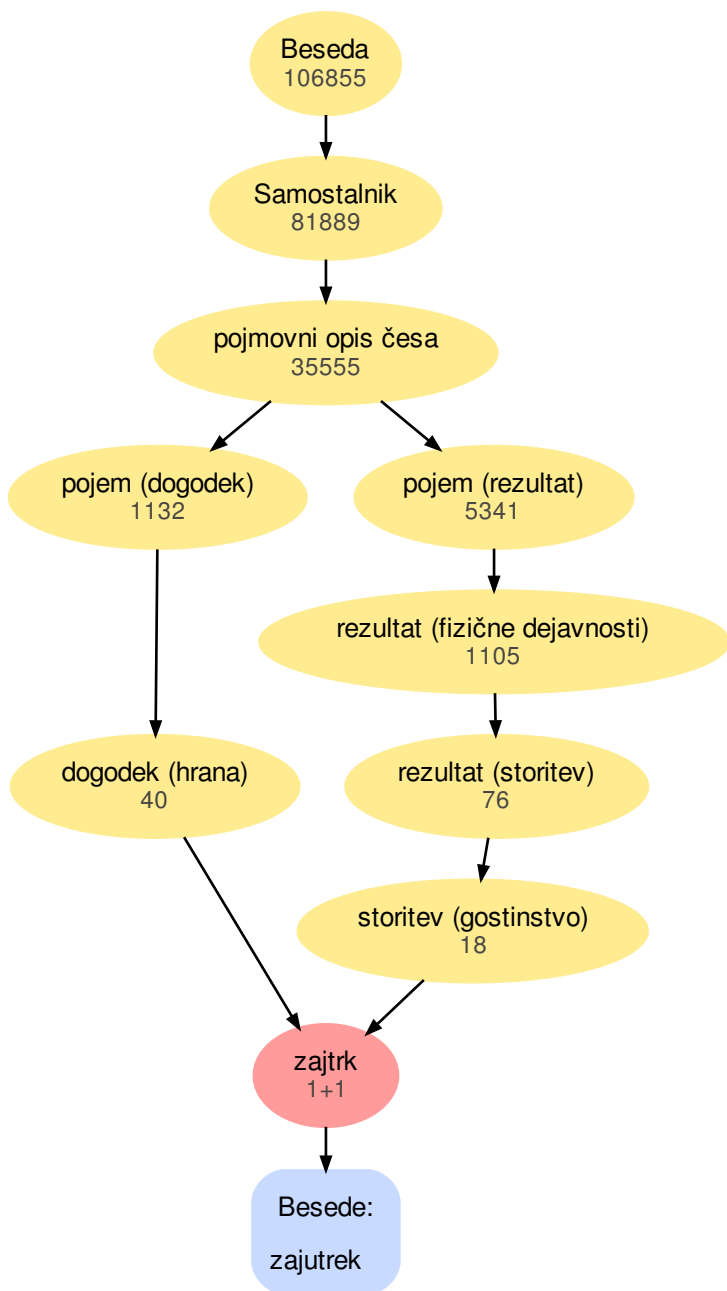 Beseda
106855
Samostalnik
81889
pojmovni opis česa
35555
pojem (dogodek)
1132
pojem (rezultat)
5341
rezultat (fizične dejavnosti)
1105
dogodek (hrana)
40
rezultat (storitev)
76
storitev (gostinstvo)
18
zajtrk
1+1
Besede:
zajutrek